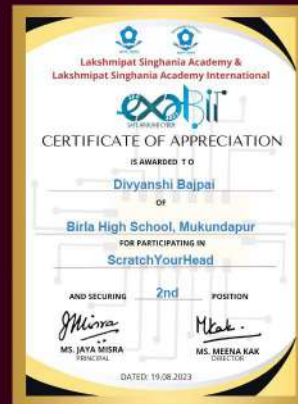 Lakshmipat Singhania Academy &
Lakshmipat Singhania Academy International
exabit
CERTIFICATE OF APPRECIATION
IS AWARDED TO
Divyanshi Bajpai
OF
Birla High School, Mukundapur
FOR PARTICIPATING IN
ScratchYourHead
AND SECURING 2nd POSITION
MS. JAYA MISRA
PRINCIPAL
MS. MEENA KAK
DIRECTOR
DATED: 19.08.2023